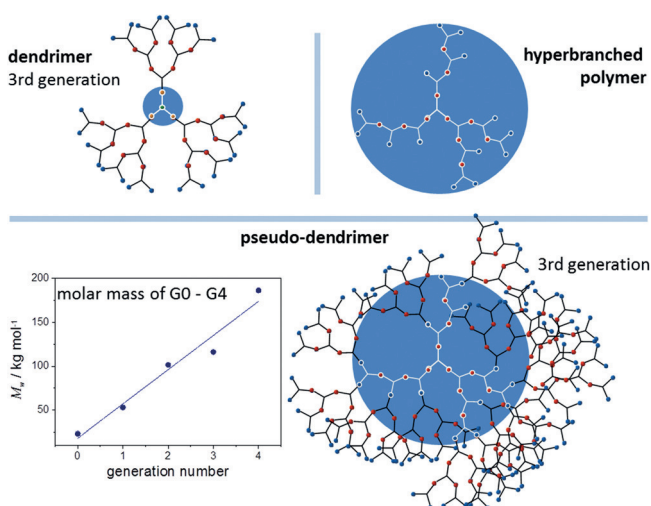 dendrimer
3rd generation
hyperbranched
polymer
pseudo-dendrimer
3rd generation
molar mass of G0 - G4
200
150
100
50
Mw / kg mol-1
0 1 2 3 4
generation number